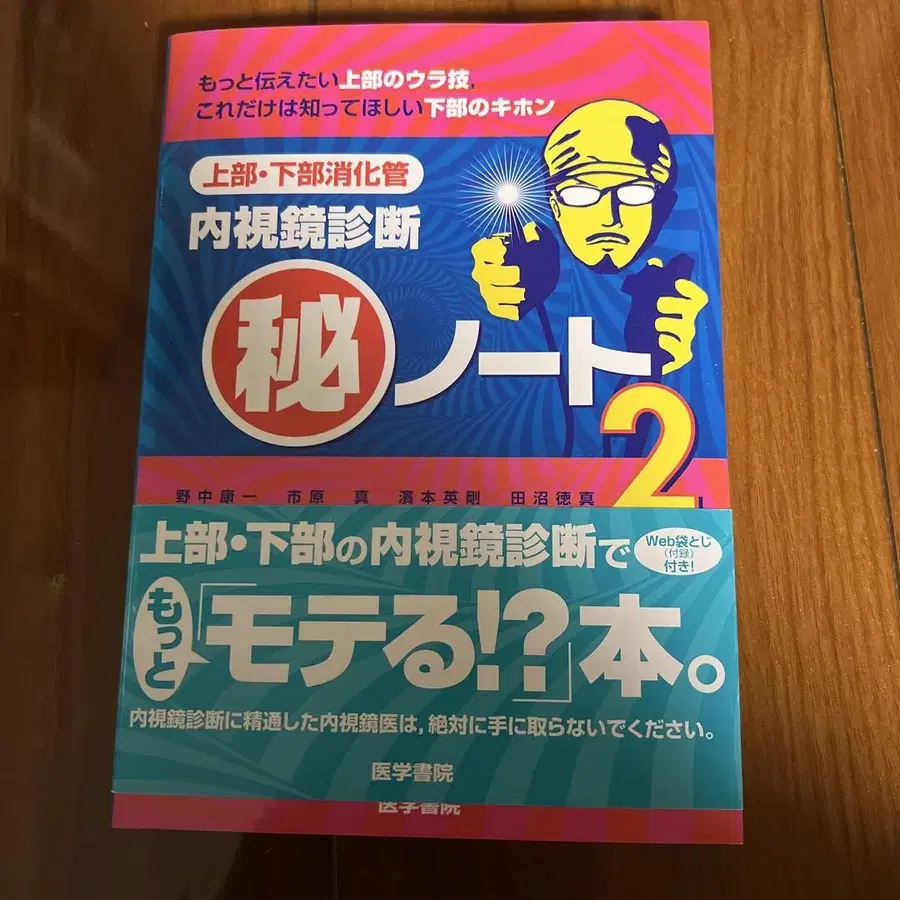 もっと伝えたい上部のウラ技,
これだけは知ってほしい下部のキホン
上部・下部消化管
内視鏡診断
秘ノート2
野中康一 市原 真 濱本英剛 田沼徳真
上部・下部の内視鏡診断で
Web袋とじ
(付録)
付き!
もっと「モテる!?」本。
内視鏡診断に精通した内視鏡医は,絶対に手に取らないでください。
医学書院
医学書院